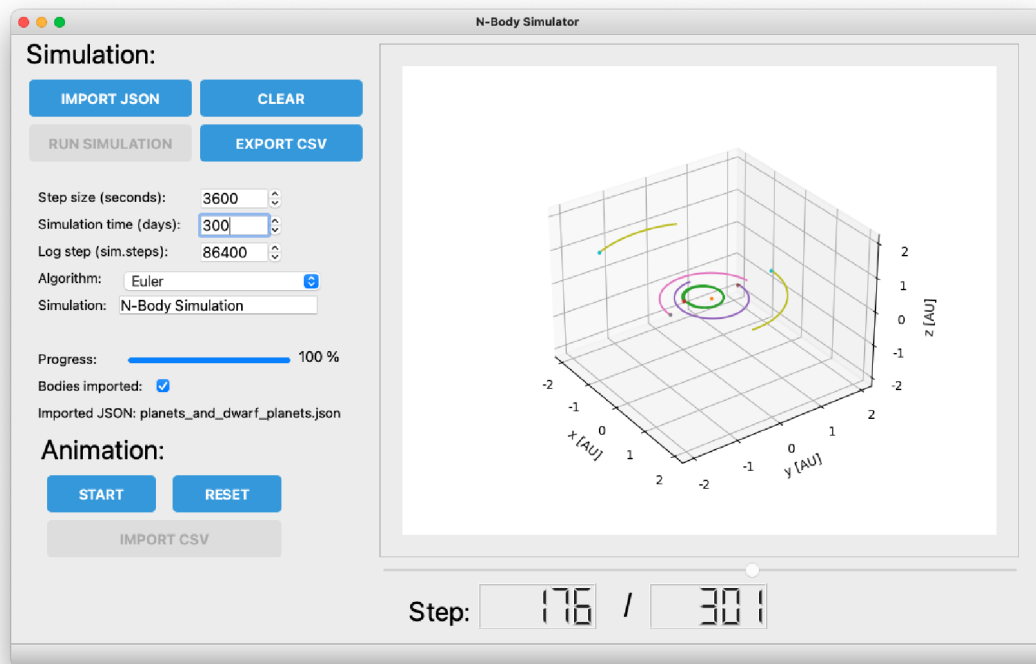 N-Body Simulator
Simulation:
IMPORT JSON
CLEAR
RUN SIMULATION
EXPORT CSV
Step size (seconds): 3600
Simulation time (days): 300
Log step (sim.steps): 86400
Algorithm: Euler
Simulation: N-Body Simulation
Progress: 100 %
Bodies imported:
Imported JSON: planets_and_dwarf_planets.json
Animation:
START
RESET
IMPORT CSV
2
1
0
-1
-2
z [AU]
-2
-1
0
1
2
x [AU]
-2
-1
0
1
2
y [AU]
Step: 176 / 301